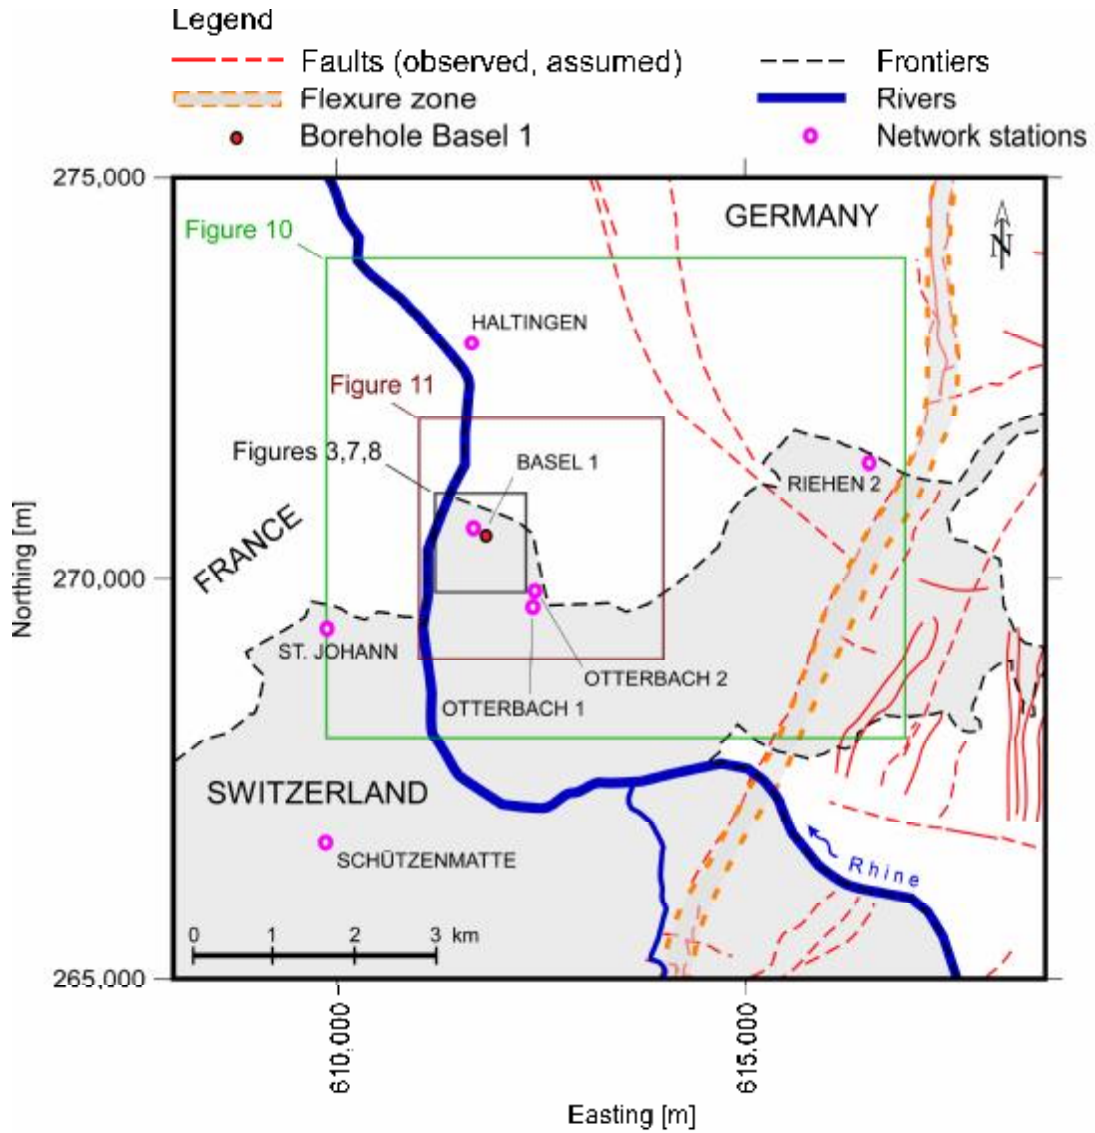 Legend
Faults (observed, assumed)
Frontiers
Flexure zone
Rivers
Borehole Basel 1
Network stations
275,000
GERMANY
N
Figure 10
HALTINGEN
Figure 11
Figures 3,7,8
BASEL 1
RIEHEN 2
FRANCE
Northing [m]
270,000
ST. JOHANN
OTTERBACH 2
OTTERBACH 1
SWITZERLAND
SCHÜTZENMATTE
Rhine
0 1 2 3 km
265,000
610,000
615,000
Easting [m]